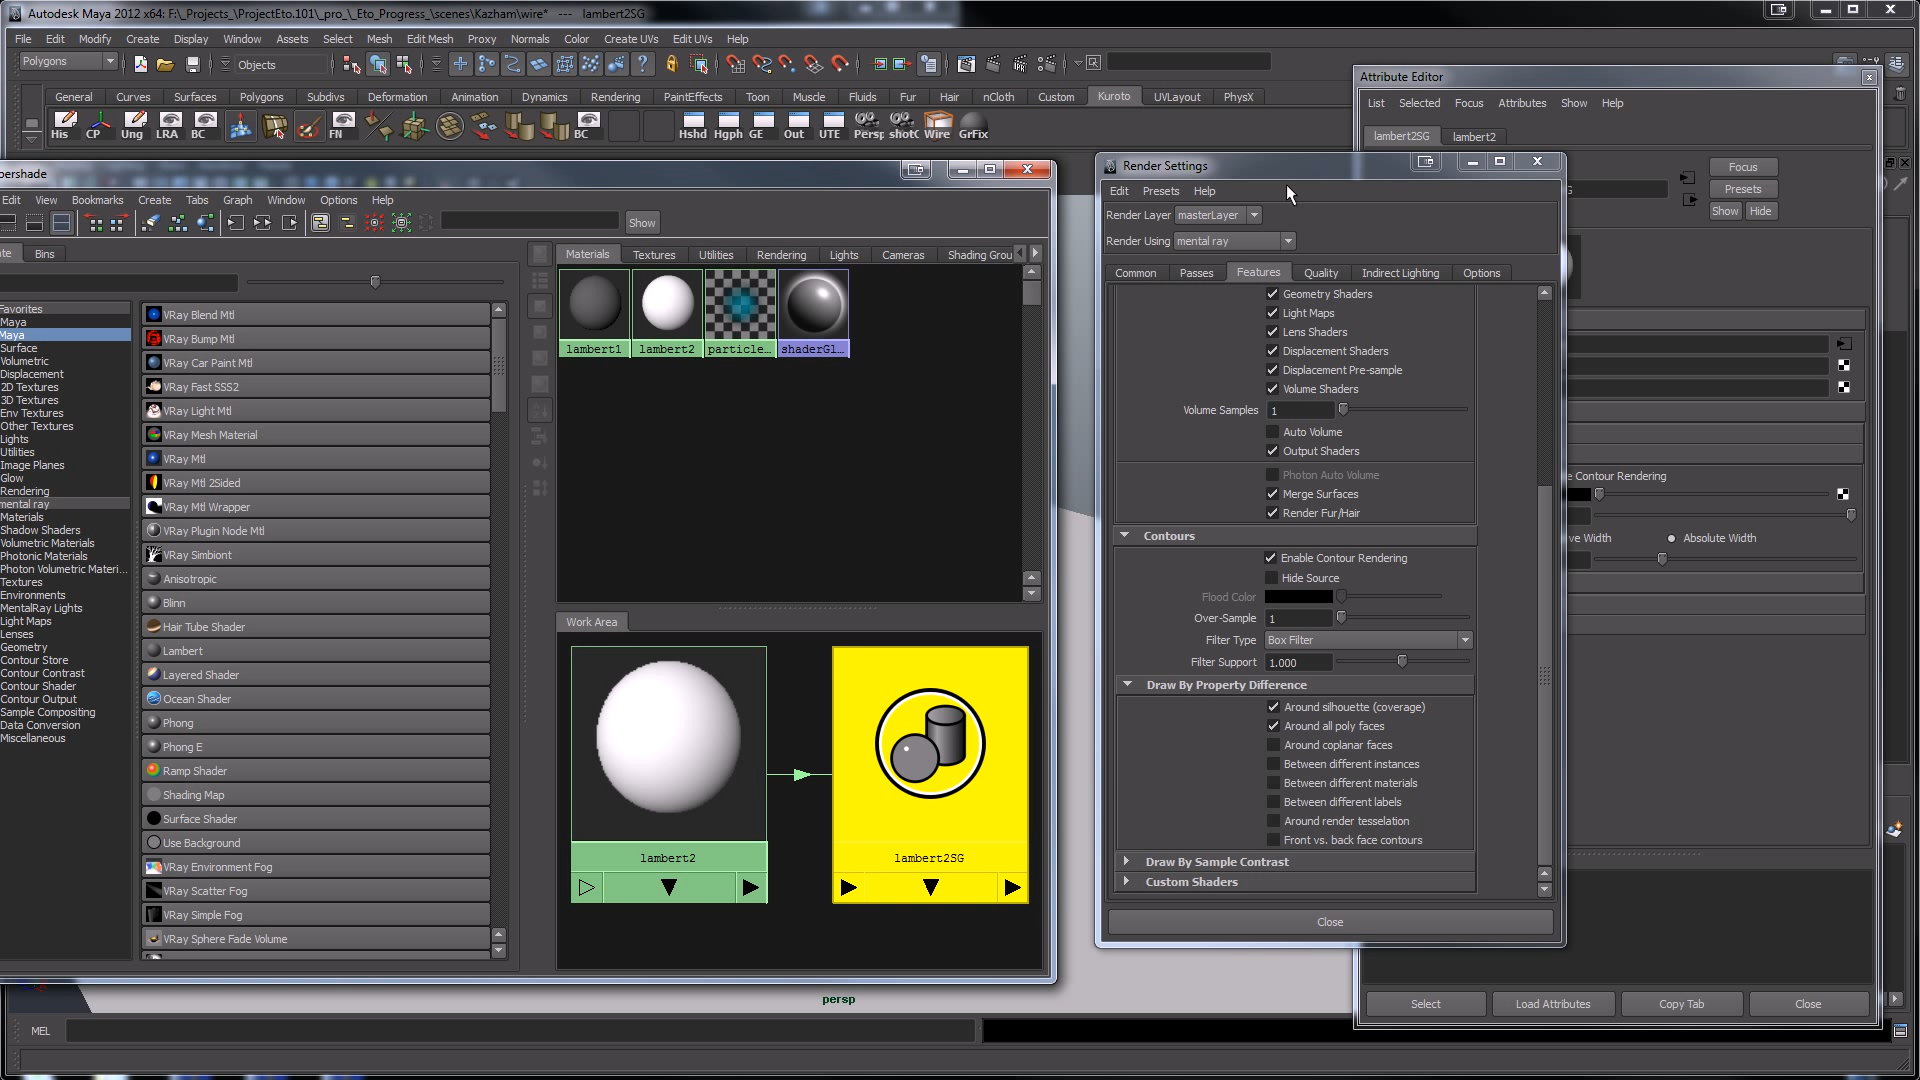 Autodesk Maya 2012 x64: F:\_Projects_\ProjectEto.101\_pro_\_Eto_Progress_\scenes\Kazham\wire* --- lambert2SG
File Edit Modify Create Display Window Assets Select Mesh Edit Mesh Proxy Normals Color Create UVs Edit UVs Help
Polygons Objects
General Curves Surfaces Polygons Subdivs Deformation Animation Dynamics Rendering PaintEffects Toon Muscle Fluids Fur Hair nCloth Custom Kuroto UVLayout PhysX
His CP Ung LRA BC FN BC Hshd Hgph GE Out UTE Persp shotC Wire GrFix
Attribute Editor
List Selected Focus Attributes Show Help
lambert2SG lambert2
Focus
Presets
Show Hide
e Contour Rendering
ve Width Absolute Width
Select Load Attributes Copy Tab Close
pershade
Edit View Bookmarks Create Tabs Graph Window Options Help
Show
ate Bins
Favorites
Maya
Maya
Surface
Volumetric
Displacement
2D Textures
3D Textures
Env Textures
Other Textures
Lights
Utilities
Image Planes
Glow
Rendering
mental ray
Materials
Shadow Shaders
Volumetric Materials
Photonic Materials
Photon Volumetric Materi...
Textures
Environments
MentalRay Lights
Light Maps
Lenses
Geometry
Contour Store
Contour Contrast
Contour Shader
Contour Output
Sample Compositing
Data Conversion
Miscellaneous
VRay Blend Mtl
VRay Bump Mtl
VRay Car Paint Mtl
VRay Fast SSS2
VRay Light Mtl
VRay Mesh Material
VRay Mtl
VRay Mtl 2Sided
VRay Mtl Wrapper
VRay Plugin Node Mtl
VRay Simbiont
Anisotropic
Blinn
Hair Tube Shader
Lambert
Layered Shader
Ocean Shader
Phong
Phong E
Ramp Shader
Shading Map
Surface Shader
Use Background
VRay Environment Fog
VRay Scatter Fog
VRay Simple Fog
VRay Sphere Fade Volume
Materials Textures Utilities Rendering Lights Cameras Shading Grou
lambert1 lambert2 particle... shaderGl...
Work Area
lambert2 lambert2SG
Render Settings
Edit Presets Help
Render Layer masterLayer
Render Using mental ray
Common Passes Features Quality Indirect Lighting Options
Geometry Shaders
Light Maps
Lens Shaders
Displacement Shaders
Displacement Pre-sample
Volume Shaders
Volume Samples 1
Auto Volume
Output Shaders
Photon Auto Volume
Merge Surfaces
Render Fur/Hair
Contours
Enable Contour Rendering
Hide Source
Flood Color
Over-Sample 1
Filter Type Box Filter
Filter Support 1.000
Draw By Property Difference
Around silhouette (coverage)
Around all poly faces
Around coplanar faces
Between different instances
Between different materials
Between different labels
Around render tesselation
Front vs. back face contours
Draw By Sample Contrast
Custom Shaders
Close
persp
MEL